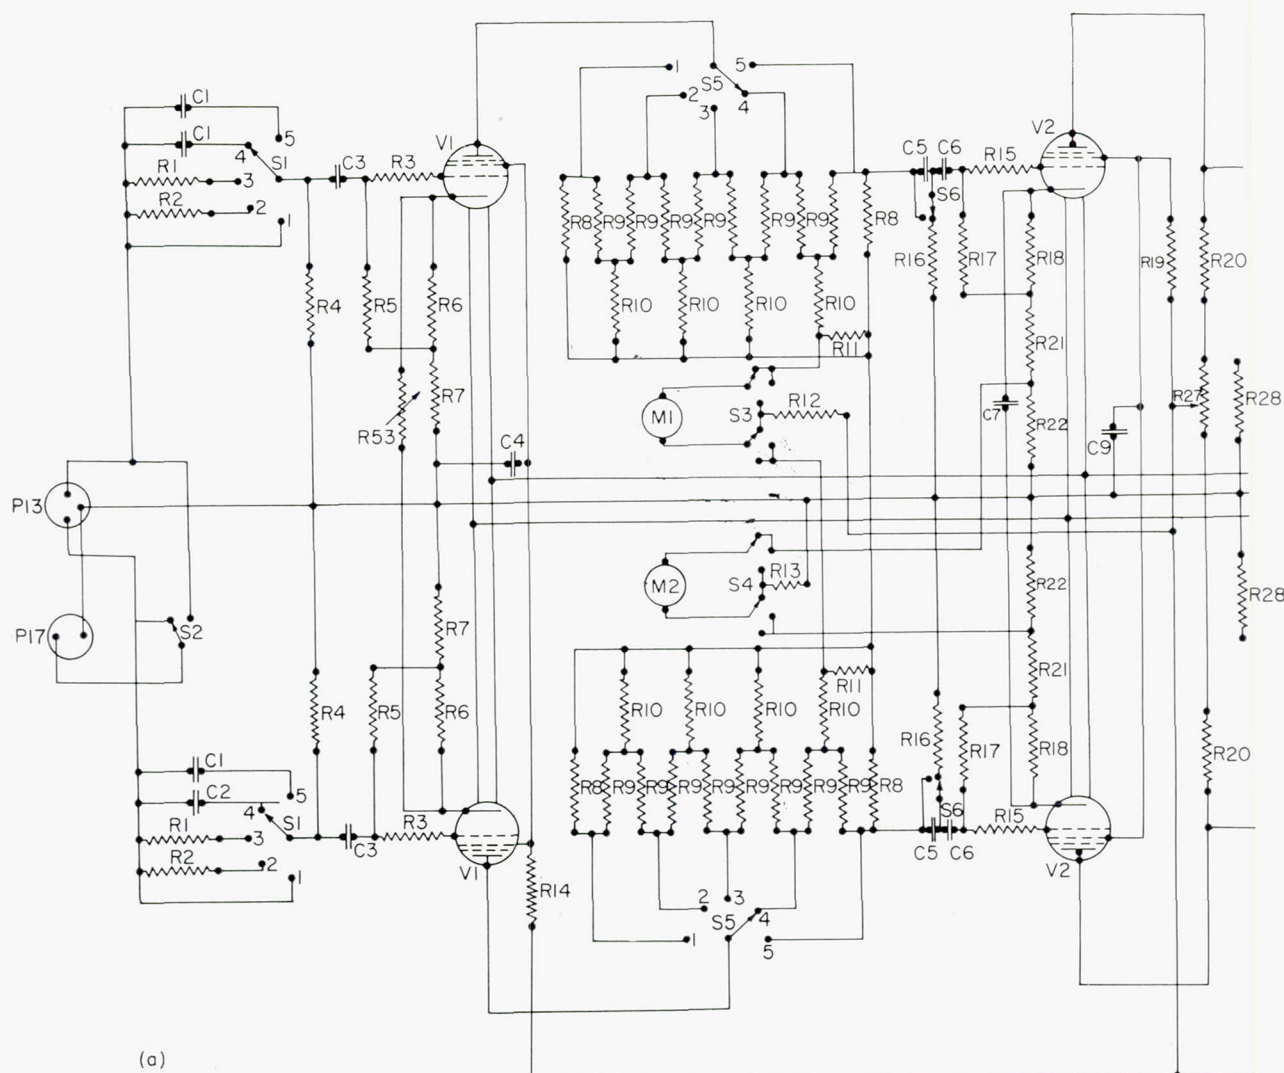 C1
C1
5
4
S1
R1
3
R2
2
1
C3
R3
V1
1
S5
5
2
3
4
C5
C6
S6
R15
V2
R8
R9
R9
R9
R9
R9
R9
R8
R16
R17
R18
R19
R20
R4
R5
R6
R10
R10
R10
R10
R11
R21
R7
R53
M1
S3
R12
C7
R22
C9
R27
R28
C4
P13
P17
S2
M2
S4
R13
R22
R28
R7
R21
R4
R5
R6
R10
R10
R10
R10
R11
R16
R17
R18
R20
C1
5
C2
4
S1
R1
3
R2
2
1
C3
R3
V1
R8
R9
R9
R9
R9
R9
R9
R9
R8
S6
C5
C6
R15
V2
R14
2
3
S5
4
1
5
(a)